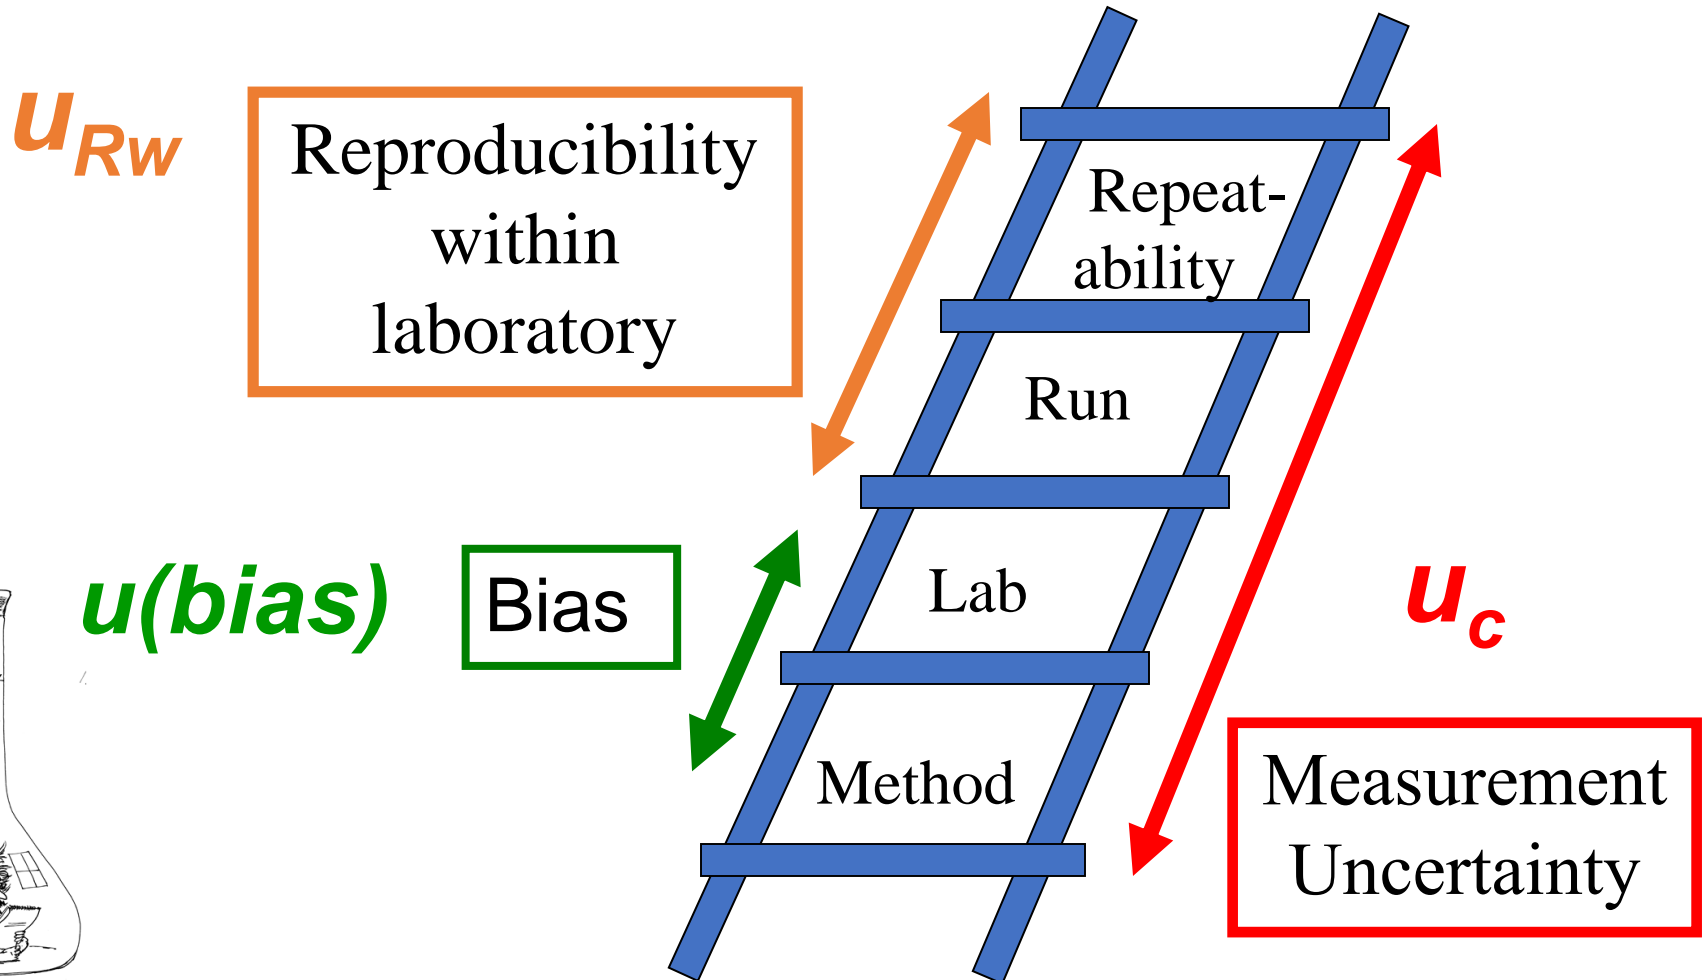 u_Rw
Reproducibility
within
laboratory
Repeat-
ability
Run
u(bias)
Bias
Lab
u_c
Method
Measurement
Uncertainty